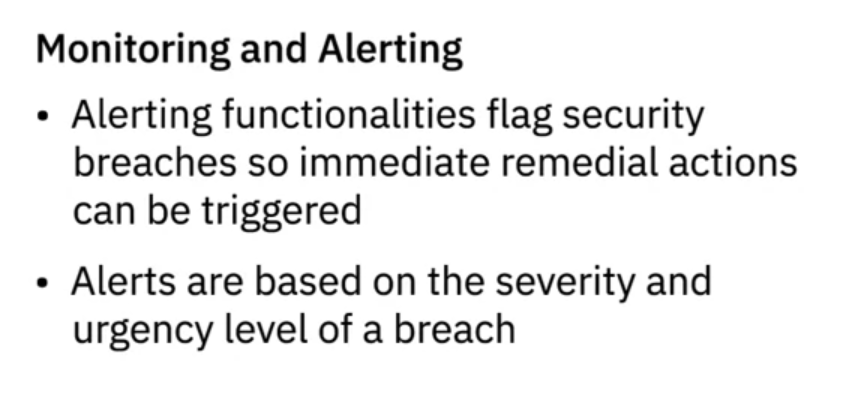 Monitoring and Alerting
• Alerting functionalities flag security
breaches so immediate remedial actions
can be triggered
• Alerts are based on the severity and
urgency level of a breach